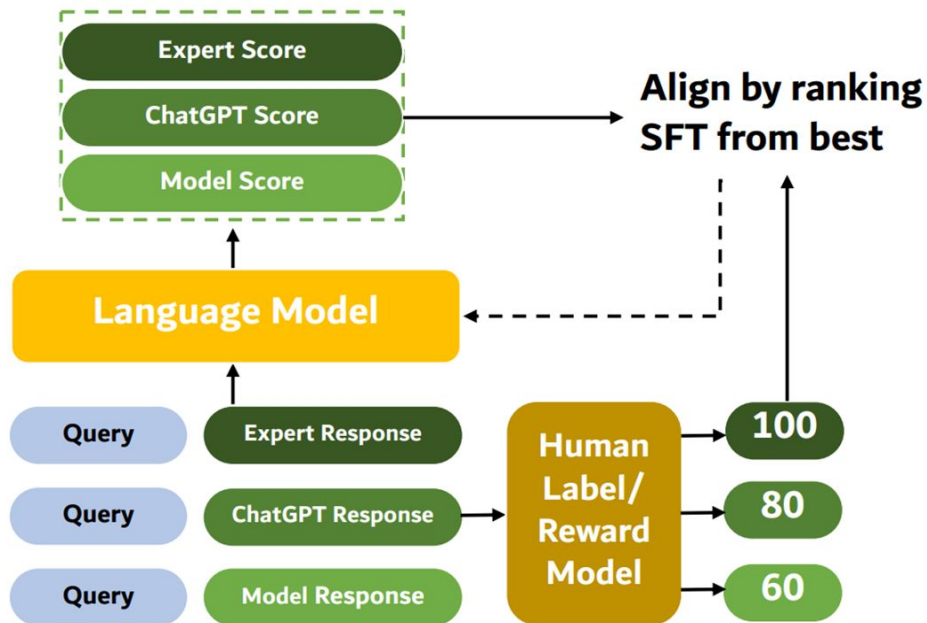 Expert Score
ChatGPT Score
Model Score
Align by ranking
SFT from best
Language Model
Query
Expert Response
Query
ChatGPT Response
Query
Model Response
Human
Label/
Reward
Model
100
80
60